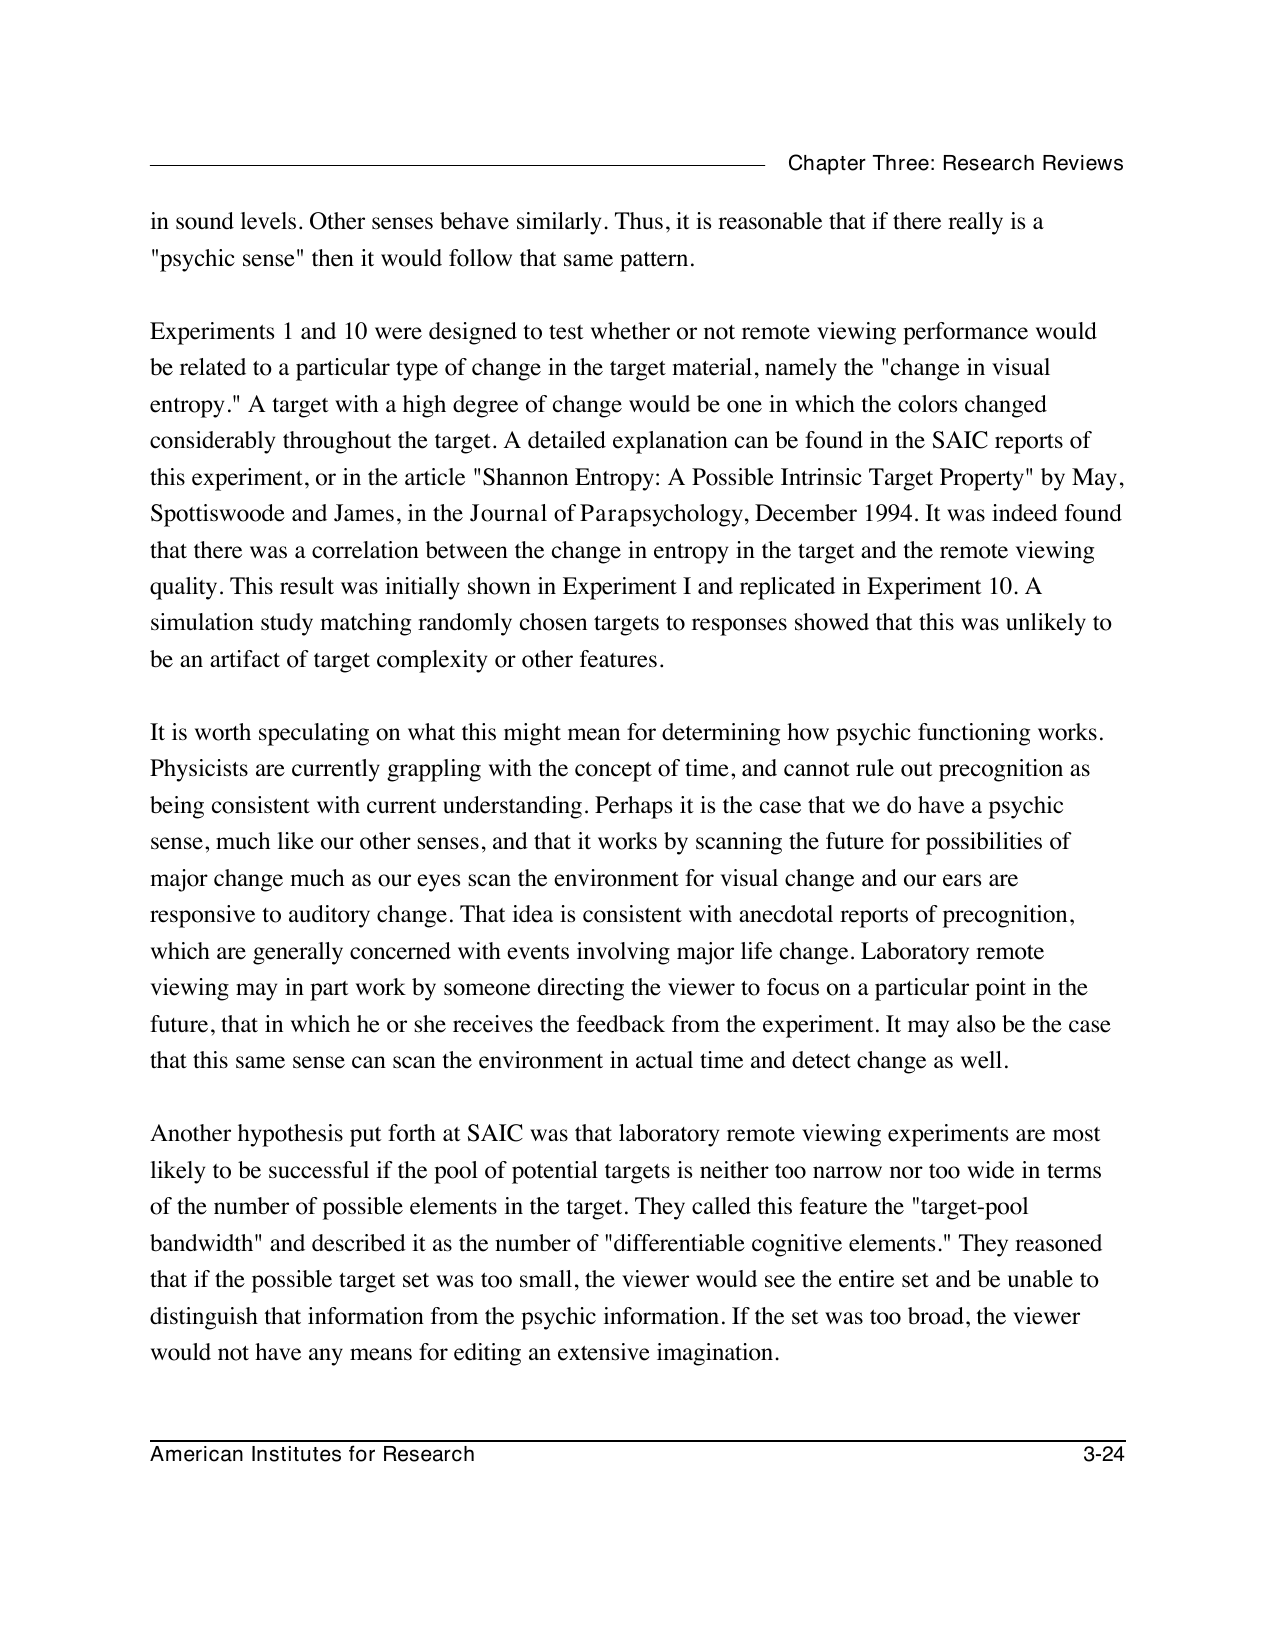 Chapter Three: Research Reviews
in sound levels. Other senses behave similarly. Thus, it is reasonable that if there really is a
"psychic sense" then it would follow that same pattern.
Experiments 1 and 10 were designed to test whether or not remote viewing performance would
be related to a particular type of change in the target material, namely the "change in visual
entropy." A target with a high degree of change would be one in which the colors changed
considerably throughout the target. A detailed explanation can be found in the SAIC reports of
this experiment, or in the article "Shannon Entropy: A Possible Intrinsic Target Property" by May,
Spottiswoode and James, in the Journal of Parapsychology, December 1994. It was indeed found
that there was a correlation between the change in entropy in the target and the remote viewing
quality. This result was initially shown in Experiment I and replicated in Experiment 10. A
simulation study matching randomly chosen targets to responses showed that this was unlikely to
be an artifact of target complexity or other features.
It is worth speculating on what this might mean for determining how psychic functioning works.
Physicists are currently grappling with the concept of time, and cannot rule out precognition as
being consistent with current understanding. Perhaps it is the case that we do have a psychic
sense, much like our other senses, and that it works by scanning the future for possibilities of
major change much as our eyes scan the environment for visual change and our ears are
responsive to auditory change. That idea is consistent with anecdotal reports of precognition,
which are generally concerned with events involving major life change. Laboratory remote
viewing may in part work by someone directing the viewer to focus on a particular point in the
future, that in which he or she receives the feedback from the experiment. It may also be the case
that this same sense can scan the environment in actual time and detect change as well.
Another hypothesis put forth at SAIC was that laboratory remote viewing experiments are most
likely to be successful if the pool of potential targets is neither too narrow nor too wide in terms
of the number of possible elements in the target. They called this feature the "target-pool
bandwidth" and described it as the number of "differentiable cognitive elements." They reasoned
that if the possible target set was too small, the viewer would see the entire set and be unable to
distinguish that information from the psychic information. If the set was too broad, the viewer
would not have any means for editing an extensive imagination.
American Institutes for Research 3-24